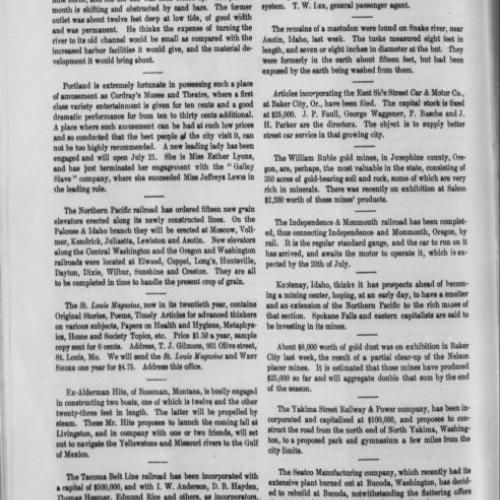 mouth is shifting and obstructed by sand bars. The former
outlet was about twelve feet deep at low tide, of good width
and was permanent. He thinks the expense of turning the
river to its old channel would be small as compared with the
increased harbor facilities it would give, and the material de-
velopment it would bring about.
Portland is extremely fortunate in possessing such a place
of amusement as Cordray's Musee and Theatre, where a first
class variety entertainment is given for ten cents and a good
dramatic performance for from ten to thirty cents additional.
A place where such amusement can be had at such low prices
and so conducted that the best people of the city visit it, can
not be too highly recommended. A new leading lady has been
engaged and will open July 21. She is Miss Esther Lyons,
and has just terminated her engagement with the "Galley
Slave" company, where she succeeded Miss Jeffreys Lewis in
the leading role.
The Northern Pacific railroad has ordered fifteen new grain
elevators erected along its newly constructed lines. On the
Palouse & Idaho branch they will be erected at Moscow, Voll-
mer, Kendrick, Juliaetta, Lewiston and Asotin. New elevators
along the Central Washington and the Oregon and Washington
railroads were located at Elwood, Coppei, Long's, Huntsville,
Dayton, Dixie, Wilbur, Sunshine and Creston. They are all
to be completed in time to handle the present crop of grain.
The St. Louis Magazine, now in its twentieth year, contains
Original Stories, Poems, Timely Articles for advanced thinkers
on various subjects, Papers on Health and Hygiene, Metaphys-
ics, Home and Society Topics, etc. Price $1.50 a year, sample
copy sent for 6 cents. Address, T. J. Gilmore, 901 Olive street,
St. Louis, Mo. We will send the St. Louis Magazine and WEST
SHORE one year for $4.75. Address this office.
Ex-Alderman Hite, of Bozeman, Montana, is busily engaged
in constructing two boats, one of which is twelve and the other
twenty-three feet in length. The latter will be propelled by
steam. These Mr. Hite proposes to launch the coming fall at
Livingston, and in company with one or two friends, will set
out to navigate the Yellowstone and Missouri rivers to the Gulf
of Mexico.
The Tacoma Belt Line railroad has been incorporated with
a capital of $500,000, and with I. W. Anderson, D. B. Hayden,
Thomas Edmund Rice and others, as incorporators.
system. T. W. Lee, general passenger agent.
The remains of a mastodon were found on Snake river, near
Asotin, Idaho, last week. The tusks measured eight feet in
length, and seven or eight inches in diameter at the butt. They
were formerly in the earth about fifteen feet, but had been
exposed by the earth being washed from them.
Articles incorporating the East Side Street Car & Motor Co.,
at Baker City, Or., have been filed. The capital stock is fixed
at $25,000. J. P. Faull, George Waggener, P. Basche and J.
H. Parker are the directors. The object is to supply better
street car service in that growing city.
The William Ruble gold mines, in Josephine county, Ore-
gon, are, perhaps, the most valuable in the state, consisting of
350 acres of gold-bearing soil and rock, some of which are very
rich in minerals. There was recently on exhibition at Salem
$2,200 worth of these mines' products.
The Independence & Monmouth railroad has been complet-
ed, thus connecting Independence and Monmouth, Oregon, by
rail. It is the regular standard gauge, and the car to run on it
has arrived, and awaits the motor to operate it, which is ex-
pected by the 20th of July.
Kootenay, Idaho, thinks it has prospects ahead of becom-
ing a mining center, hoping, at an early day, to have a smelter
and an extension of the Northern Pacific to the rich mines of
that section. Spokane Falls and eastern capitalists are said to
be investing in its mines.
About $8,000 worth of gold dust was on exhibition in Baker
City last week, the result of a partial clear-up of the Nelson
placer mines. It is estimated that those mines have produced
$25,000 so far and will aggregate double that sum by the end
of the season.
The Yakima Street Railway & Power company, has been in-
corporated and capitalised at $100,000, and proposes to con-
struct the road from the north end of North Yakima, Washing-
ton, to a proposed park and gymnasium a few miles from the
city limits.
The Seatco Manufacturing company, which recently had its
extensive plant burned out at Bucoda, Washington, has decid-
ed to rebuild at Bucoda, notwithstanding the flattering offers